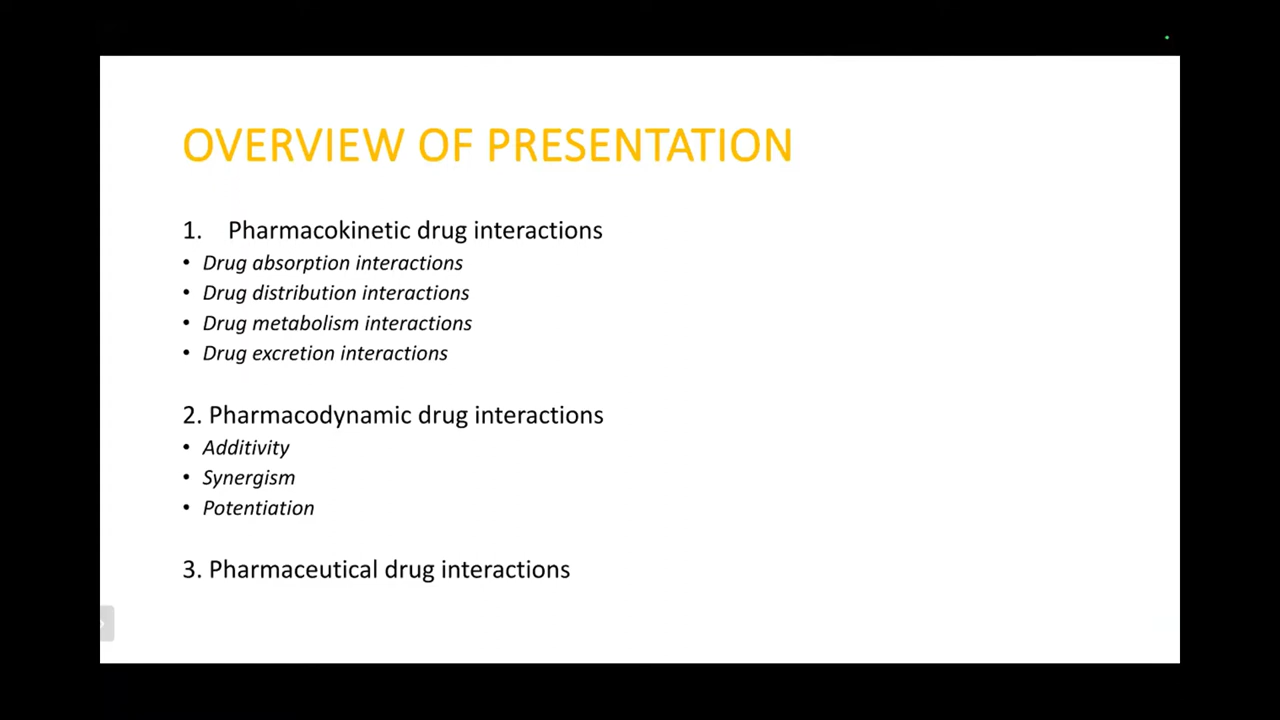 OVERVIEW OF PRESENTATION
1. Pharmacokinetic drug interactions
• Drug absorption interactions
• Drug distribution interactions
• Drug metabolism interactions
• Drug excretion interactions
2. Pharmacodynamic drug interactions
• Additivity
• Synergism
• Potentiation
3. Pharmaceutical drug interactions